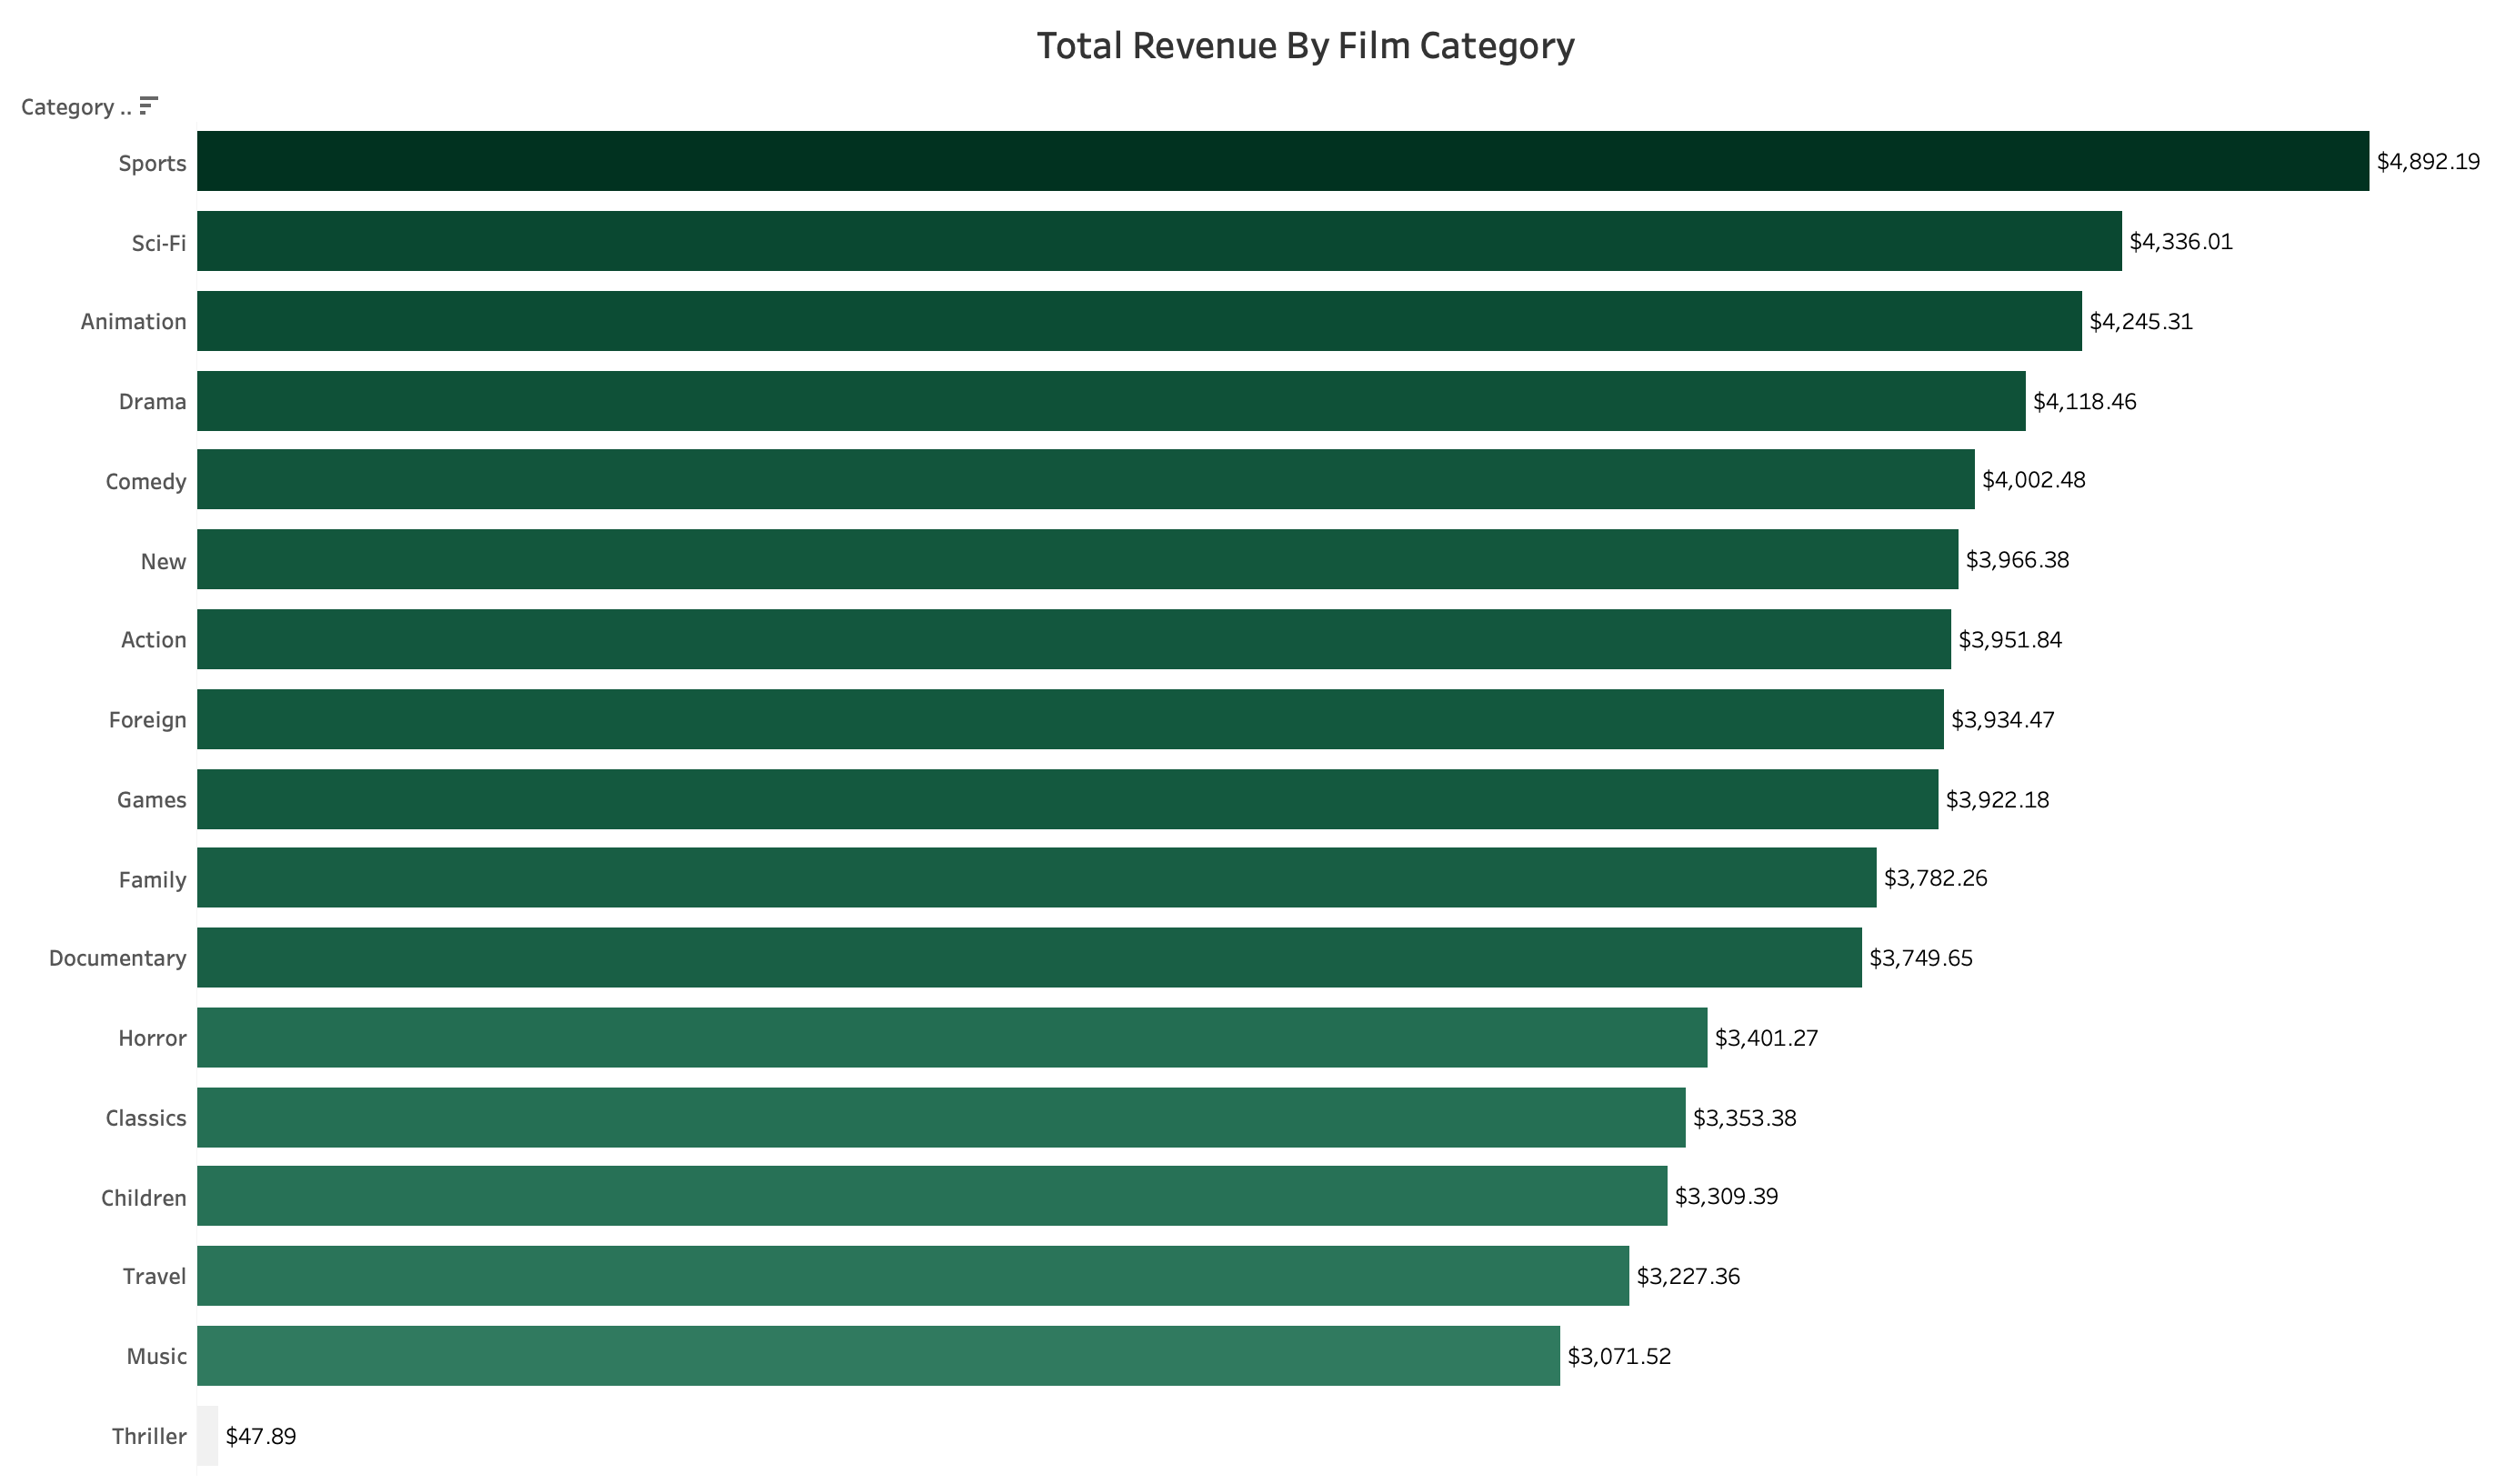 Total Revenue By Film Category
Category ..
Sports $4,892.19
Sci-Fi $4,336.01
Animation $4,245.31
Drama $4,118.46
Comedy $4,002.48
New $3,966.38
Action $3,951.84
Foreign $3,934.47
Games $3,922.18
Family $3,782.26
Documentary $3,749.65
Horror $3,401.27
Classics $3,353.38
Children $3,309.39
Travel $3,227.36
Music $3,071.52
Thriller $47.89